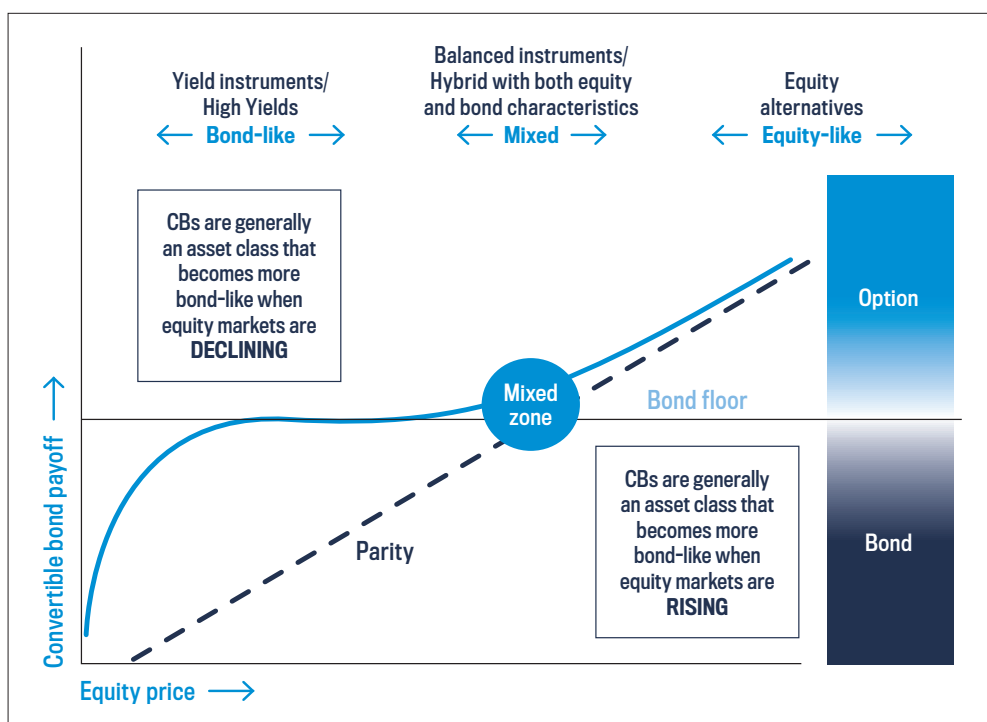 Yield instruments/
High Yields
Bond-like
Balanced instruments/
Hybrid with both equity
and bond characteristics
Mixed
Equity
alternatives
Equity-like
CBs are generally
an asset class that
becomes more
bond-like when
equity markets are
DECLINING
Option
Mixed
zone
Bond floor
CBs are generally
an asset class that
becomes more
bond-like when
equity markets are
RISING
Bond
Parity
Convertible bond payoff
Equity price